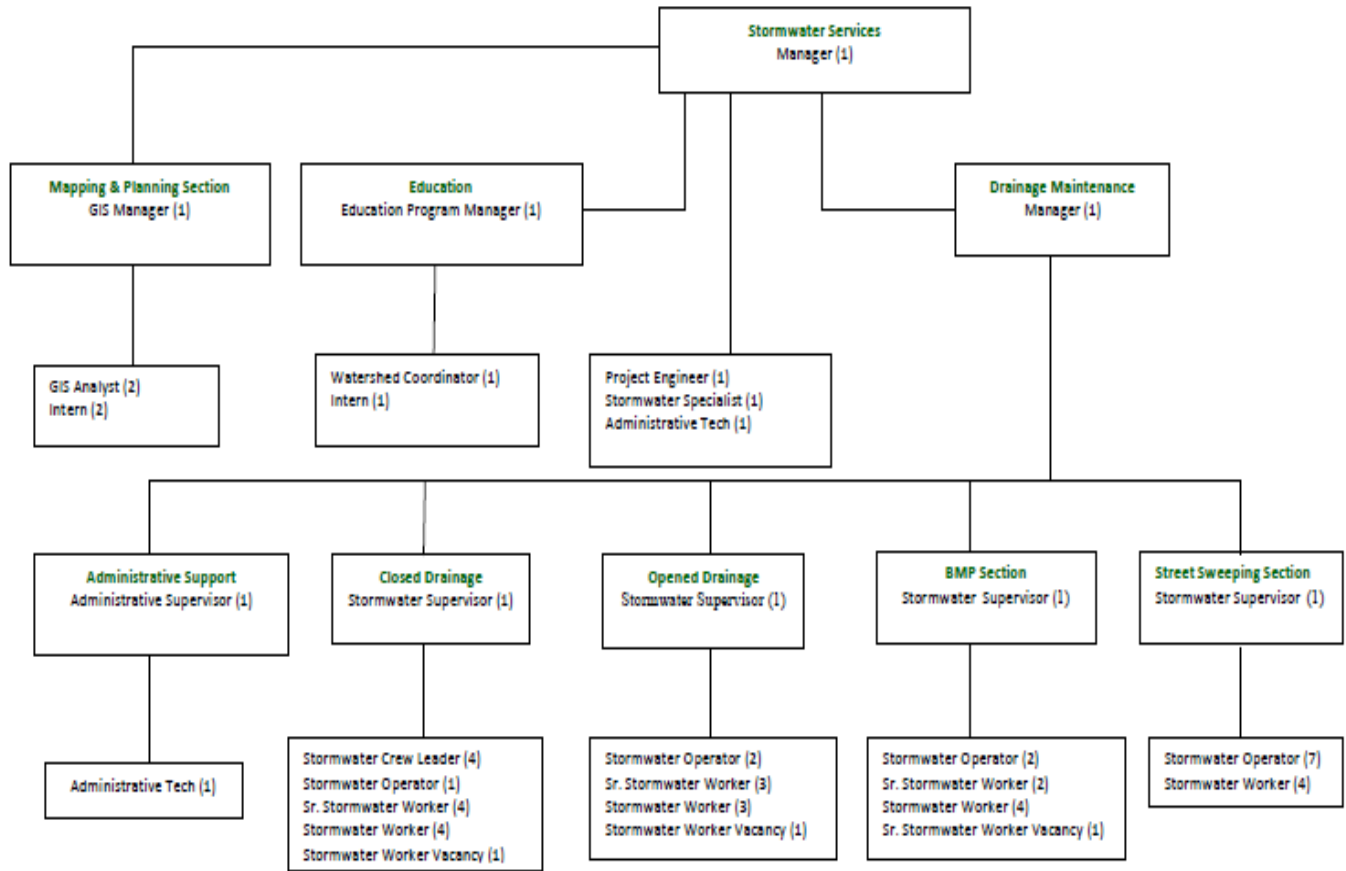 Stormwater Services
Manager (1)
Mapping & Planning Section
GIS Manager (1)
Education
Education Program Manager (1)
Drainage Maintenance
Manager (1)
GIS Analyst (2)
Intern (2)
Watershed Coordinator (1)
Intern (1)
Project Engineer (1)
Stormwater Specialist (1)
Administrative Tech (1)
Administrative Support
Administrative Supervisor (1)
Closed Drainage
Stormwater Supervisor (1)
Opened Drainage
Stormwater Supervisor (1)
BMP Section
Stormwater Supervisor (1)
Street Sweeping Section
Stormwater Supervisor (1)
Administrative Tech (1)
Stormwater Crew Leader (4)
Stormwater Operator (1)
Sr. Stormwater Worker (4)
Stormwater Worker (4)
Stormwater Worker Vacancy (1)
Stormwater Operator (2)
Sr. Stormwater Worker (3)
Stormwater Worker (3)
Stormwater Worker Vacancy (1)
Stormwater Operator (2)
Sr. Stormwater Worker (2)
Stormwater Worker (4)
Sr. Stormwater Worker Vacancy (1)
Stormwater Operator (7)
Stormwater Worker (4)